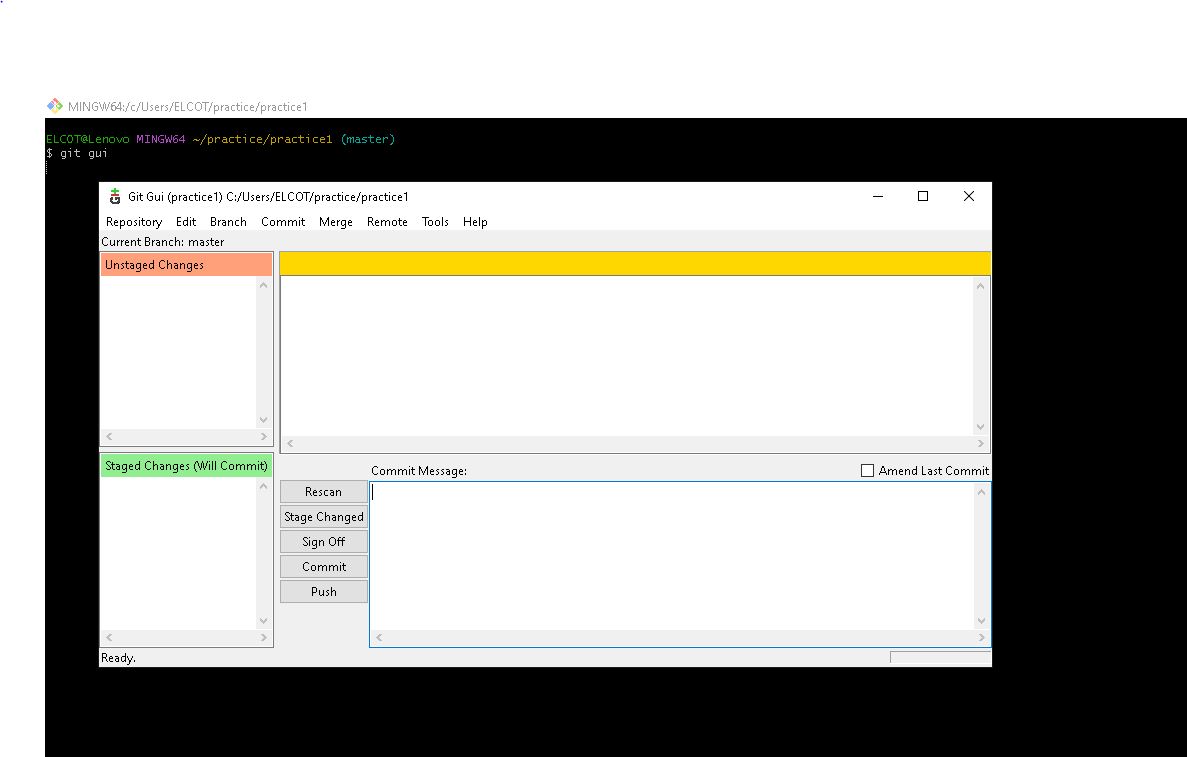 MINGW64:/c/Users/ELCOT/practice/practice1
ELCOT@Lenovo MINGW64 ~/practice/practice1 (master)
$ git gui
Git Gui (practice1) C:/Users/ELCOT/practice/practice1
Repository Edit Branch Commit Merge Remote Tools Help
Current Branch: master
Unstaged Changes
Staged Changes (Will Commit)
Commit Message:
Amend Last Commit
Rescan
Stage Changed
Sign Off
Commit
Push
Ready.